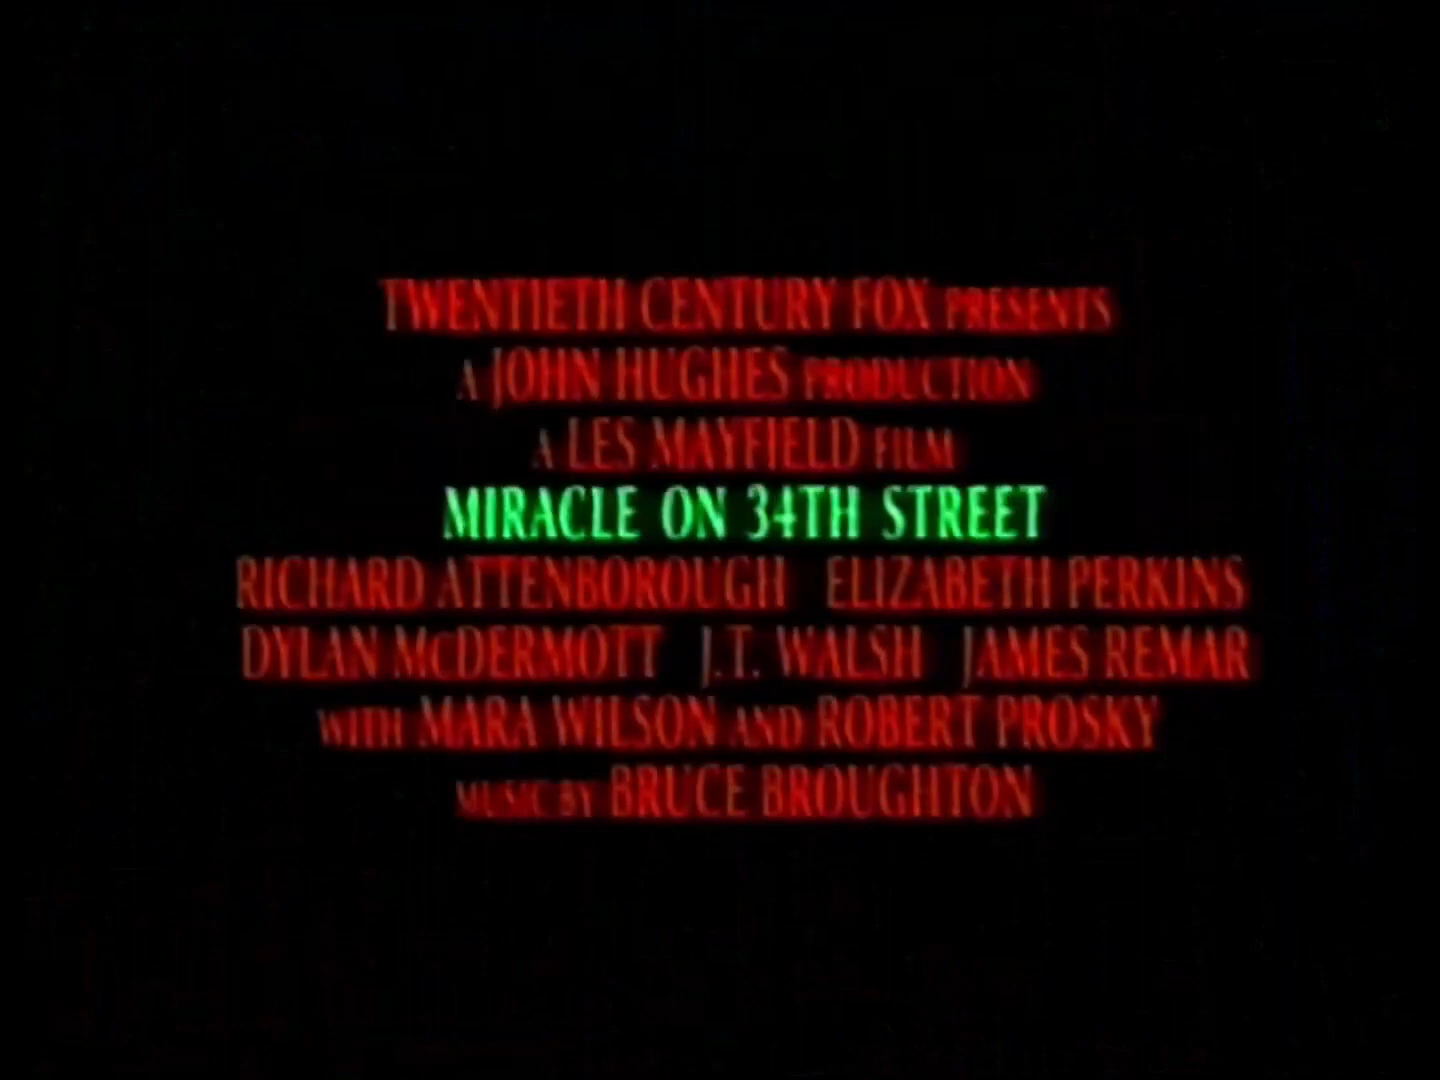 TWENTIETH CENTURY FOX PRESENTS
A JOHN HUGHES PRODUCTION
A LES MAYFIELD FILM
MIRACLE ON 34TH STREET
RICHARD ATTENBOROUGH ELIZABETH PERKINS
DYLAN McDERMOTT J.T. WALSH JAMES REMAR
WITH MARA WILSON AND ROBERT PROSKY
MUSIC BY BRUCE BROUGHTON